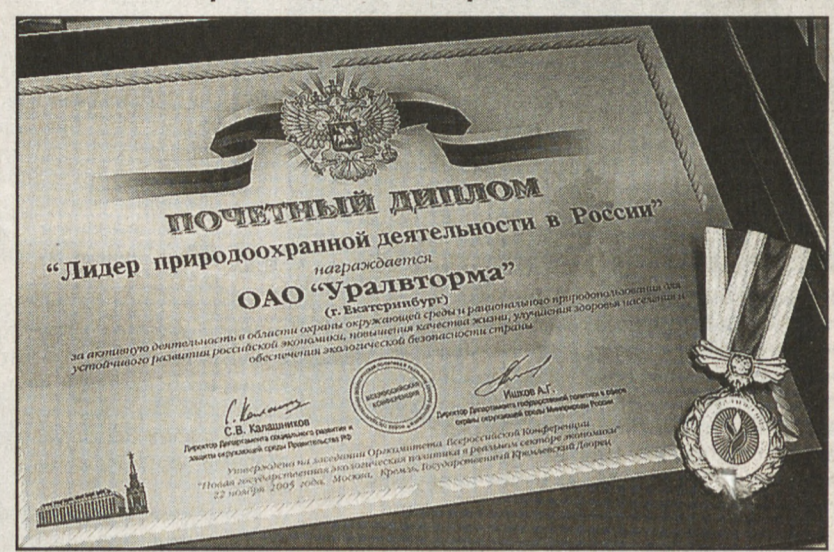 ПОЧЕТНЫЙ ДИПЛОМ
“Лидер природоохранной деятельности в России”
награждается
ОАО “Уралвторма”
(г. Екатеринбург)
за активную деятельность в области охраны окружающей среды и рационального природопользования для
устойчивого развития российской экономики, повышения качества жизни, улучшения здоровья населения и
обеспечения экологической безопасности страны
С.В. Калашников
Директор Департамента социального развития и
защиты окружающей среды Правительства РФ
ВСЕРОССИЙСКАЯ
КОНФЕРЕНЦИЯ
Ишков А.Г.
Директор Департамента государственной политики в сфере
охраны окружающей среды Минприроды России
Утверждено на заседании Оргкомитета Всероссийской Конференции
"Новая государственная экологическая политика в реальном секторе экономики"
22 ноября 2005 года, Москва, Кремль, Государственный Кремлевский Дворец